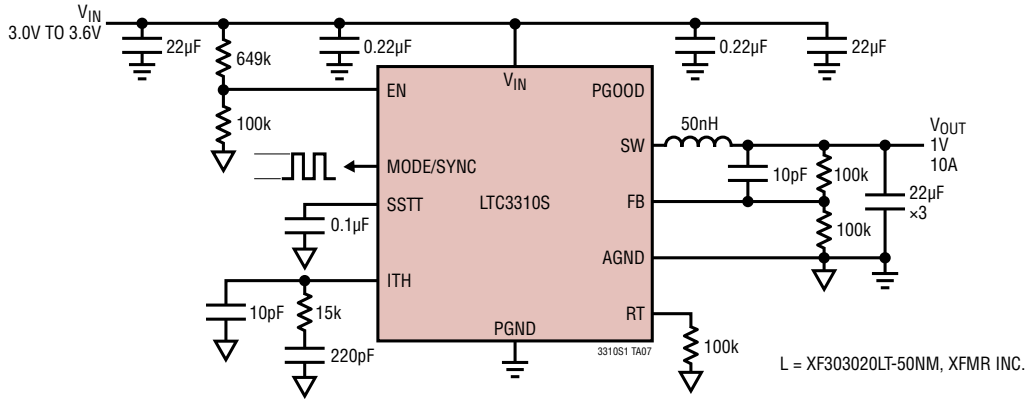 VIN
3.0V TO 3.6V
22µF
649k
0.22µF
0.22µF
22µF
100k
EN
VIN
PGOOD
50nH
SW
VOUT
1V
10A
MODE/SYNC
10pF
100k
22µF
×3
SSTT
LTC3310S
FB
0.1µF
100k
AGND
ITH
10pF
15k
RT
220pF
PGND
3310S1 TA07
100k
L = XF303020LT-50NM, XFMR INC.